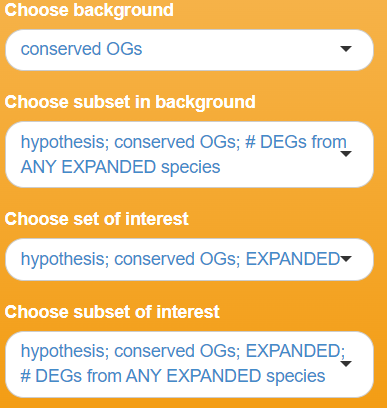 Choose background
conserved OGs
Choose subset in background
hypothesis; conserved OGs; # DEGs from
ANY EXPANDED species
Choose set of interest
hypothesis; conserved OGs; EXPANDED
Choose subset of interest
hypothesis; conserved OGs; EXPANDED;
# DEGs from ANY EXPANDED species